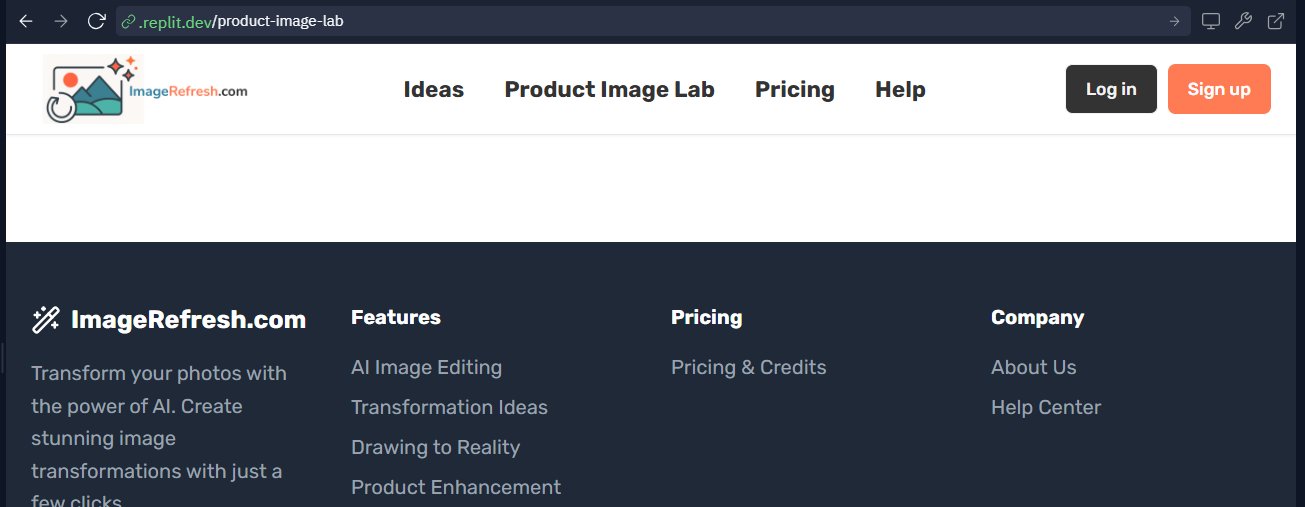 .replit.dev/product-image-lab
ImageRefresh.com
Ideas
Product Image Lab
Pricing
Help
Log in
Sign up
ImageRefresh.com
Transform your photos with
the power of AI. Create
stunning image
transformations with just a
few clicks
Features
AI Image Editing
Transformation Ideas
Drawing to Reality
Product Enhancement
Pricing
Pricing & Credits
Company
About Us
Help Center